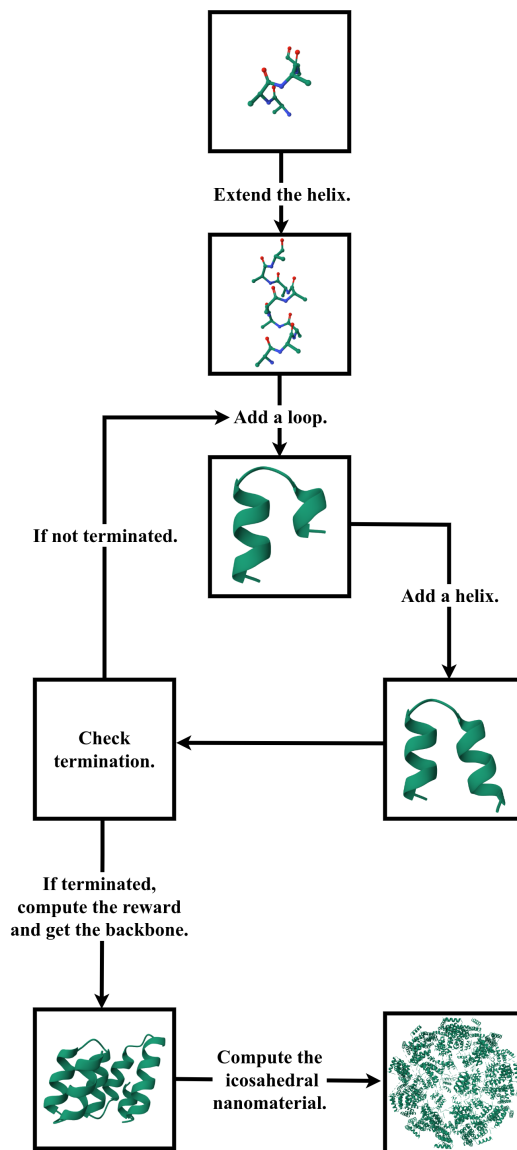 Extend the helix.
Add a loop.
If not terminated.
Add a helix.
Check
termination.
If terminated,
compute the reward
and get the backbone.
Compute the
icosahedral
nanomaterial.